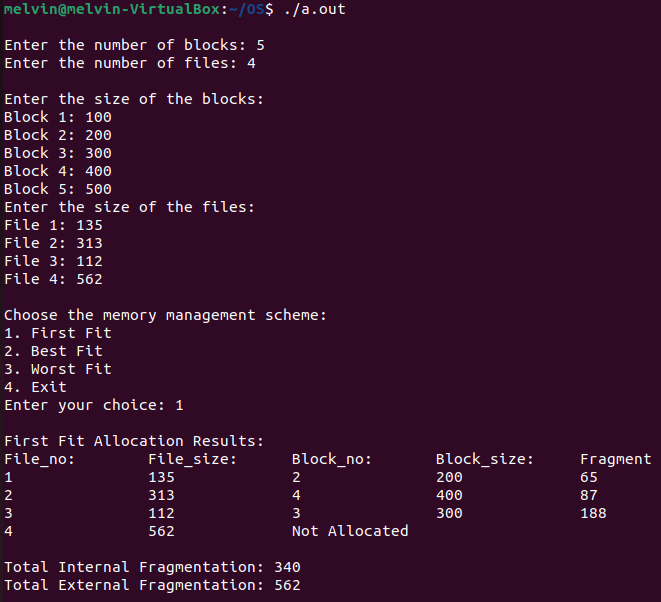 melvin@melvin-VirtualBox:~/OS$ ./a.out
Enter the number of blocks: 5
Enter the number of files: 4
Enter the size of the blocks:
Block 1: 100
Block 2: 200
Block 3: 300
Block 4: 400
Block 5: 500
Enter the size of the files:
File 1: 135
File 2: 313
File 3: 112
File 4: 562
Choose the memory management scheme:
1. First Fit
2. Best Fit
3. Worst Fit
4. Exit
Enter your choice: 1
First Fit Allocation Results:
File_no: File_size: Block_no: Block_size: Fragment
1 135 2 200 65
2 313 4 400 87
3 112 3 300 188
4 562 Not Allocated
Total Internal Fragmentation: 340
Total External Fragmentation: 562